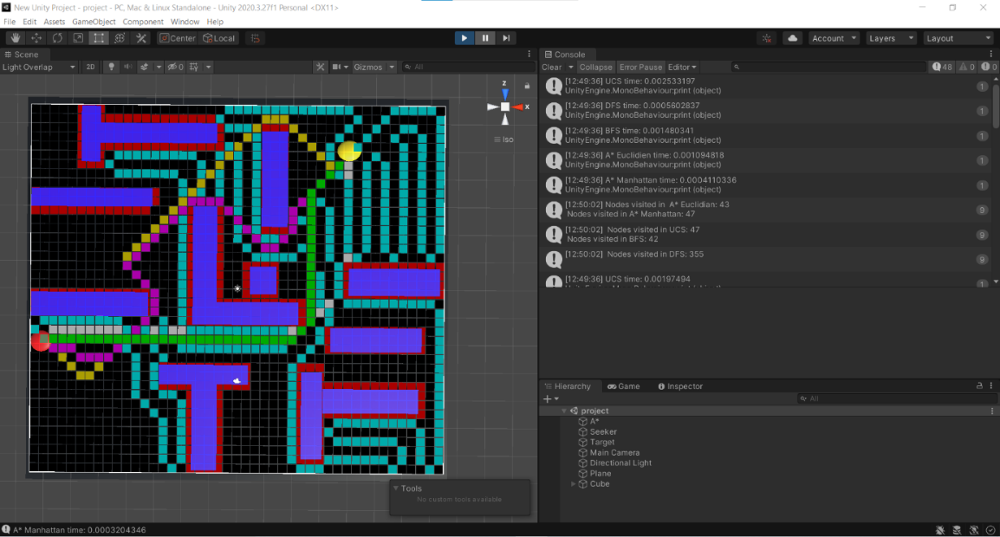 New Unity Project - project - PC, Mac & Linux Standalone - Unity 2020.3.27f1 Personal <DX11>
File Edit Assets GameObject Component Window Help
Center Local
Account Layers Layout
Scene
Light Overlap 2D 0 Gizmos All
z
x
Iso
Console
Clear Collapse Error Pause Editor 48 0 0
[12:49:36] UCS time: 0.002533197
UnityEngine.MonoBehaviour:print (object)
1
[12:49:36] DFS time: 0.0005602837
UnityEngine.MonoBehaviour:print (object)
1
[12:49:36] BFS time: 0.001480341
UnityEngine.MonoBehaviour:print (object)
1
[12:49:36] A* Euclidien time: 0.001094818
UnityEngine.MonoBehaviour:print (object)
1
[12:49:36] A* Manhattan time: 0.0004110336
UnityEngine.MonoBehaviour:print (object)
1
[12:50:02] Nodes visited in A* Euclidian: 43
Nodes visited in A* Manhattan: 47
9
[12:50:02] Nodes visited in UCS: 47
Nodes visited in BFS: 42
9
[12:50:02] Nodes visited in DFS: 355
9
[12:49:36] UCS time: 0.00197494
1
Hierarchy Game Inspector
All
project
A*
Seeker
Target
Main Camera
Directional Light
Plane
Cube
Tools
No custom tools available
A* Manhattan time: 0.0003204346